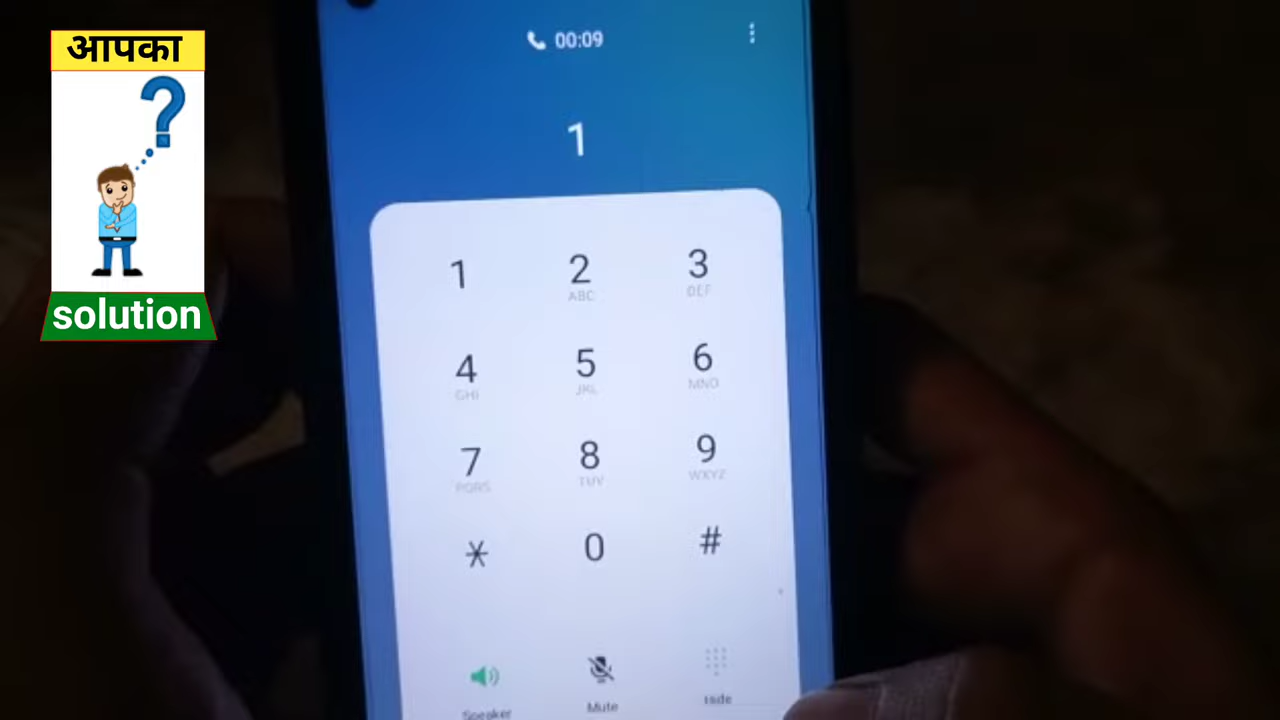 आपका
?
solution
00:09
1
1 2 3
ABC DEF
4 5 6
GHI JKL MNO
7 8 9
PQRS TUV WXYZ
* 0 #
Speaker Mute Hide